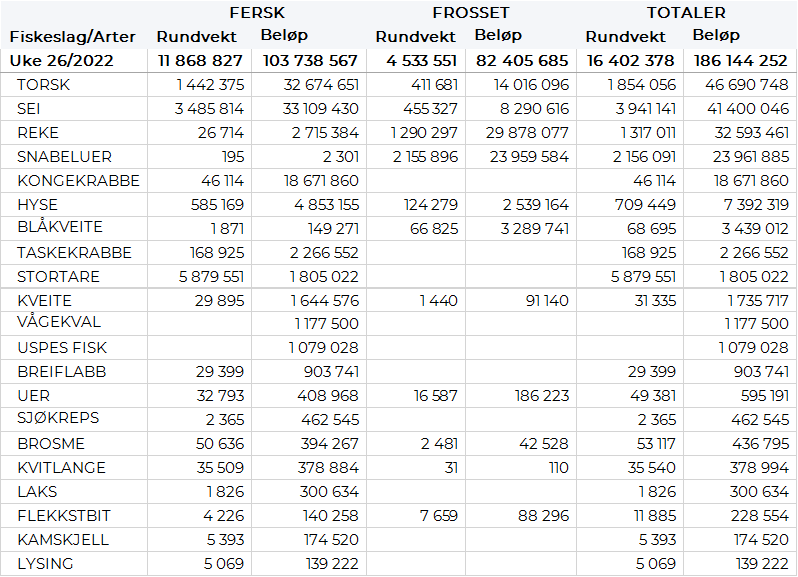 FERSK FROSSET TOTALER
Fiskeslag/Arter Rundvekt Beløp Rundvekt Beløp Rundvekt Beløp
Uke 26/2022 11 868 827 103 738 567 4 533 551 82 405 685 16 402 378 186 144 252
TORSK 1 442 375 32 674 651 411 681 14 016 096 1 854 056 46 690 748
SEI 3 485 814 33 109 430 455 327 8 290 616 3 941 141 41 400 046
REKE 26 714 2 715 384 1 290 297 29 878 077 1 317 011 32 593 461
SNABELUER 195 2 301 2 155 896 23 959 584 2 156 091 23 961 885
KONGEKRABBE 46 114 18 671 860 46 114 18 671 860
HYSE 585 169 4 853 155 124 279 2 539 164 709 449 7 392 319
BLÅKVEITE 1 871 149 271 66 825 3 289 741 68 695 3 439 012
TASKEKRABBE 168 925 2 266 552 168 925 2 266 552
STORTARE 5 879 551 1 805 022 5 879 551 1 805 022
KVEITE 29 895 1 644 576 1 440 91 140 31 335 1 735 717
VÅGEKVAL 1 177 500 1 177 500
USPES FISK 1 079 028 1 079 028
BREIFLABB 29 399 903 741 29 399 903 741
UER 32 793 408 968 16 587 186 223 49 381 595 191
SJØKREPS 2 365 462 545 2 365 462 545
BROSME 50 636 394 267 2 481 42 528 53 117 436 795
KVITLANGE 35 509 378 884 31 110 35 540 378 994
LAKS 1 826 300 634 1 826 300 634
FLEKKSTBIT 4 226 140 258 7 659 88 296 11 885 228 554
KAMSKJELL 5 393 174 520 5 393 174 520
LYSING 5 069 139 222 5 069 139 222